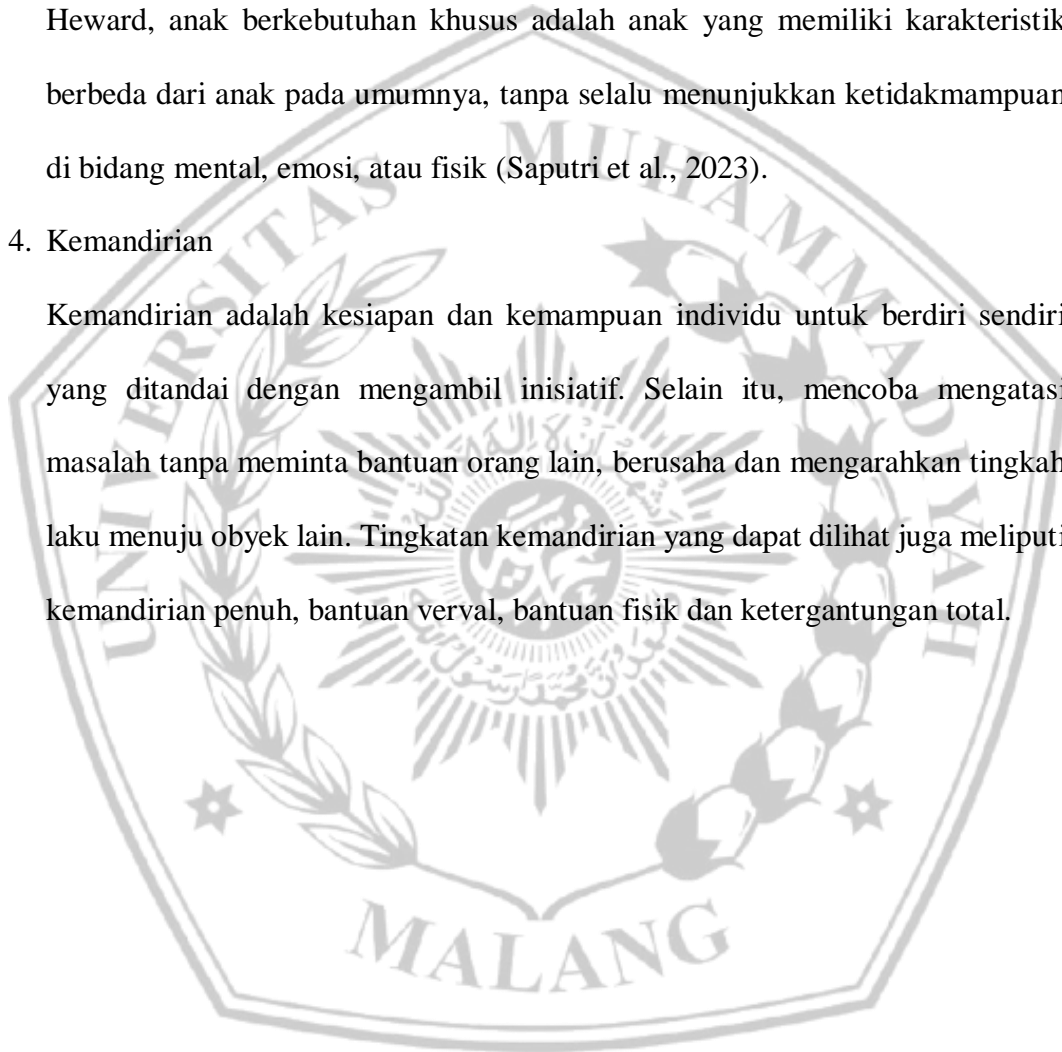 Heward, anak berkebutuhan khusus adalah anak yang memiliki karakteristik
berbeda dari anak pada umumnya, tanpa selalu menunjukkan ketidakmampuan
di bidang mental, emosi, atau fisik (Saputri et al., 2023).
4. Kemandirian
Kemandirian adalah kesiapan dan kemampuan individu untuk berdiri sendiri
yang ditandai dengan mengambil inisiatif. Selain itu, mencoba mengatasi
masalah tanpa meminta bantuan orang lain, berusaha dan mengarahkan tingkah
laku menuju obyek lain. Tingkatan kemandirian yang dapat dilihat juga meliputi
kemandirian penuh, bantuan verval, bantuan fisik dan ketergantungan total.
UNIVERSITAS MUHAMMADIYAH
MALANG